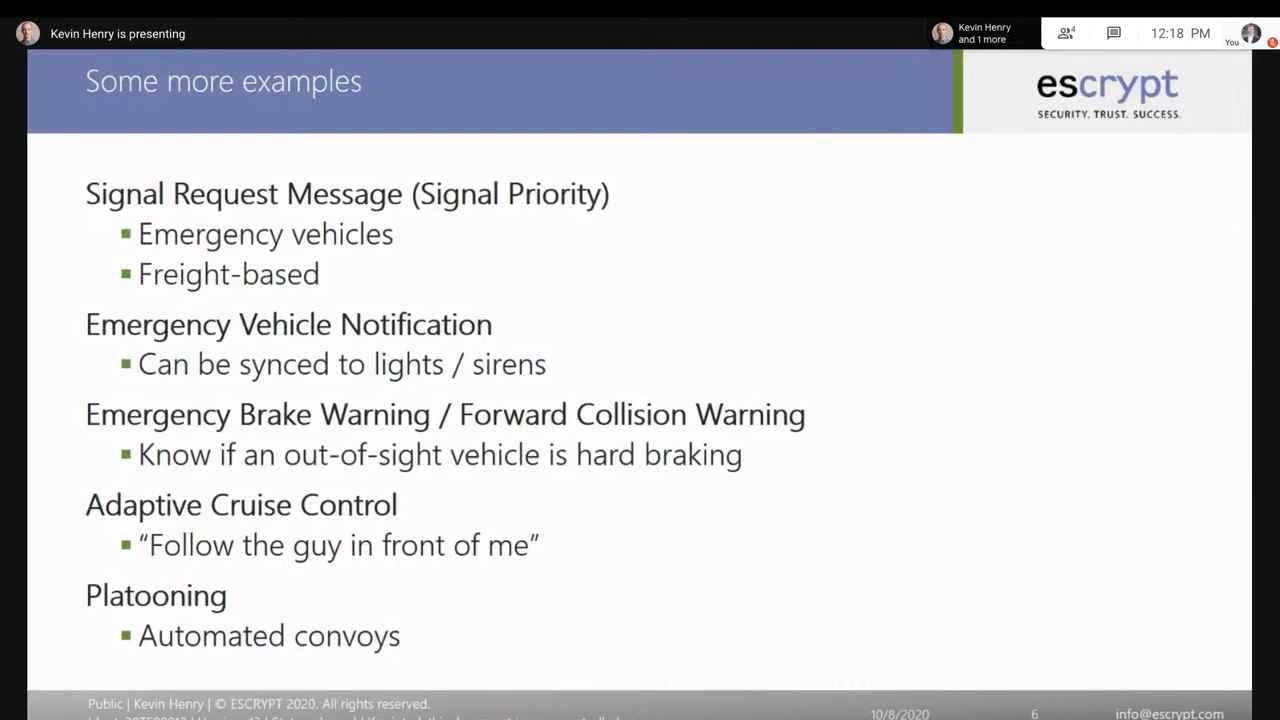 Kevin Henry is presenting
Kevin Henry
and 1 more
4
12:18 PM
You
Some more examples
escrypt
SECURITY. TRUST. SUCCESS.
Signal Request Message (Signal Priority)
Emergency vehicles
Freight-based
Emergency Vehicle Notification
Can be synced to lights / sirens
Emergency Brake Warning / Forward Collision Warning
Know if an out-of-sight vehicle is hard braking
Adaptive Cruise Control
“Follow the guy in front of me”
Platooning
Automated convoys
Public | Kevin Henry | © ESCRYPT 2020. All rights reserved.
10/8/2020
6
info@escrypt.com